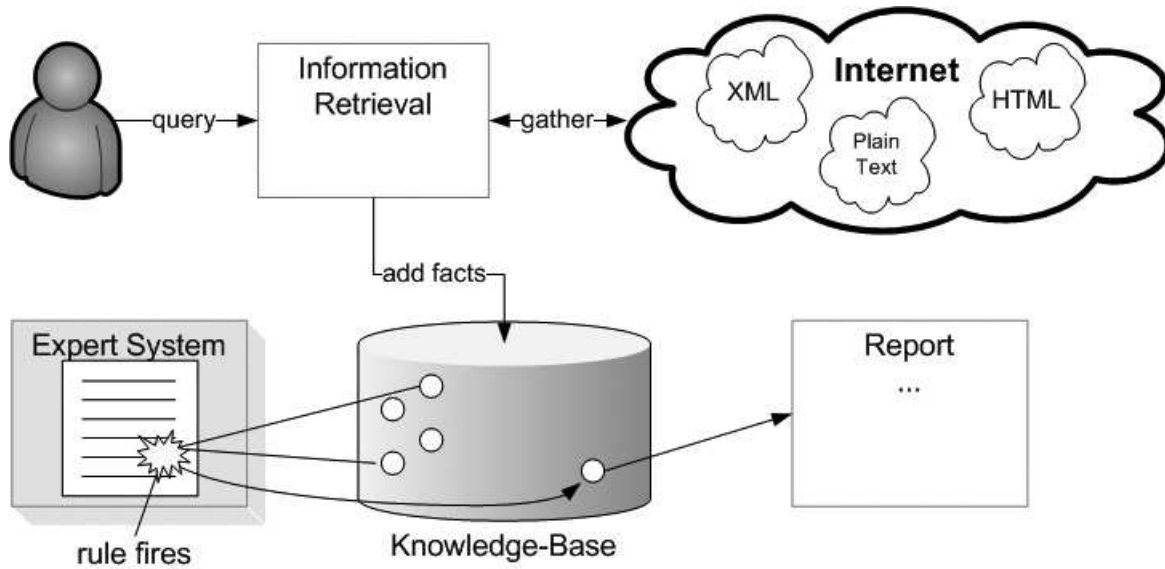 Information
Retrieval
query
gather
Internet
XML
HTML
Plain
Text
add facts
Expert System
Report
...
rule fires
Knowledge-Base